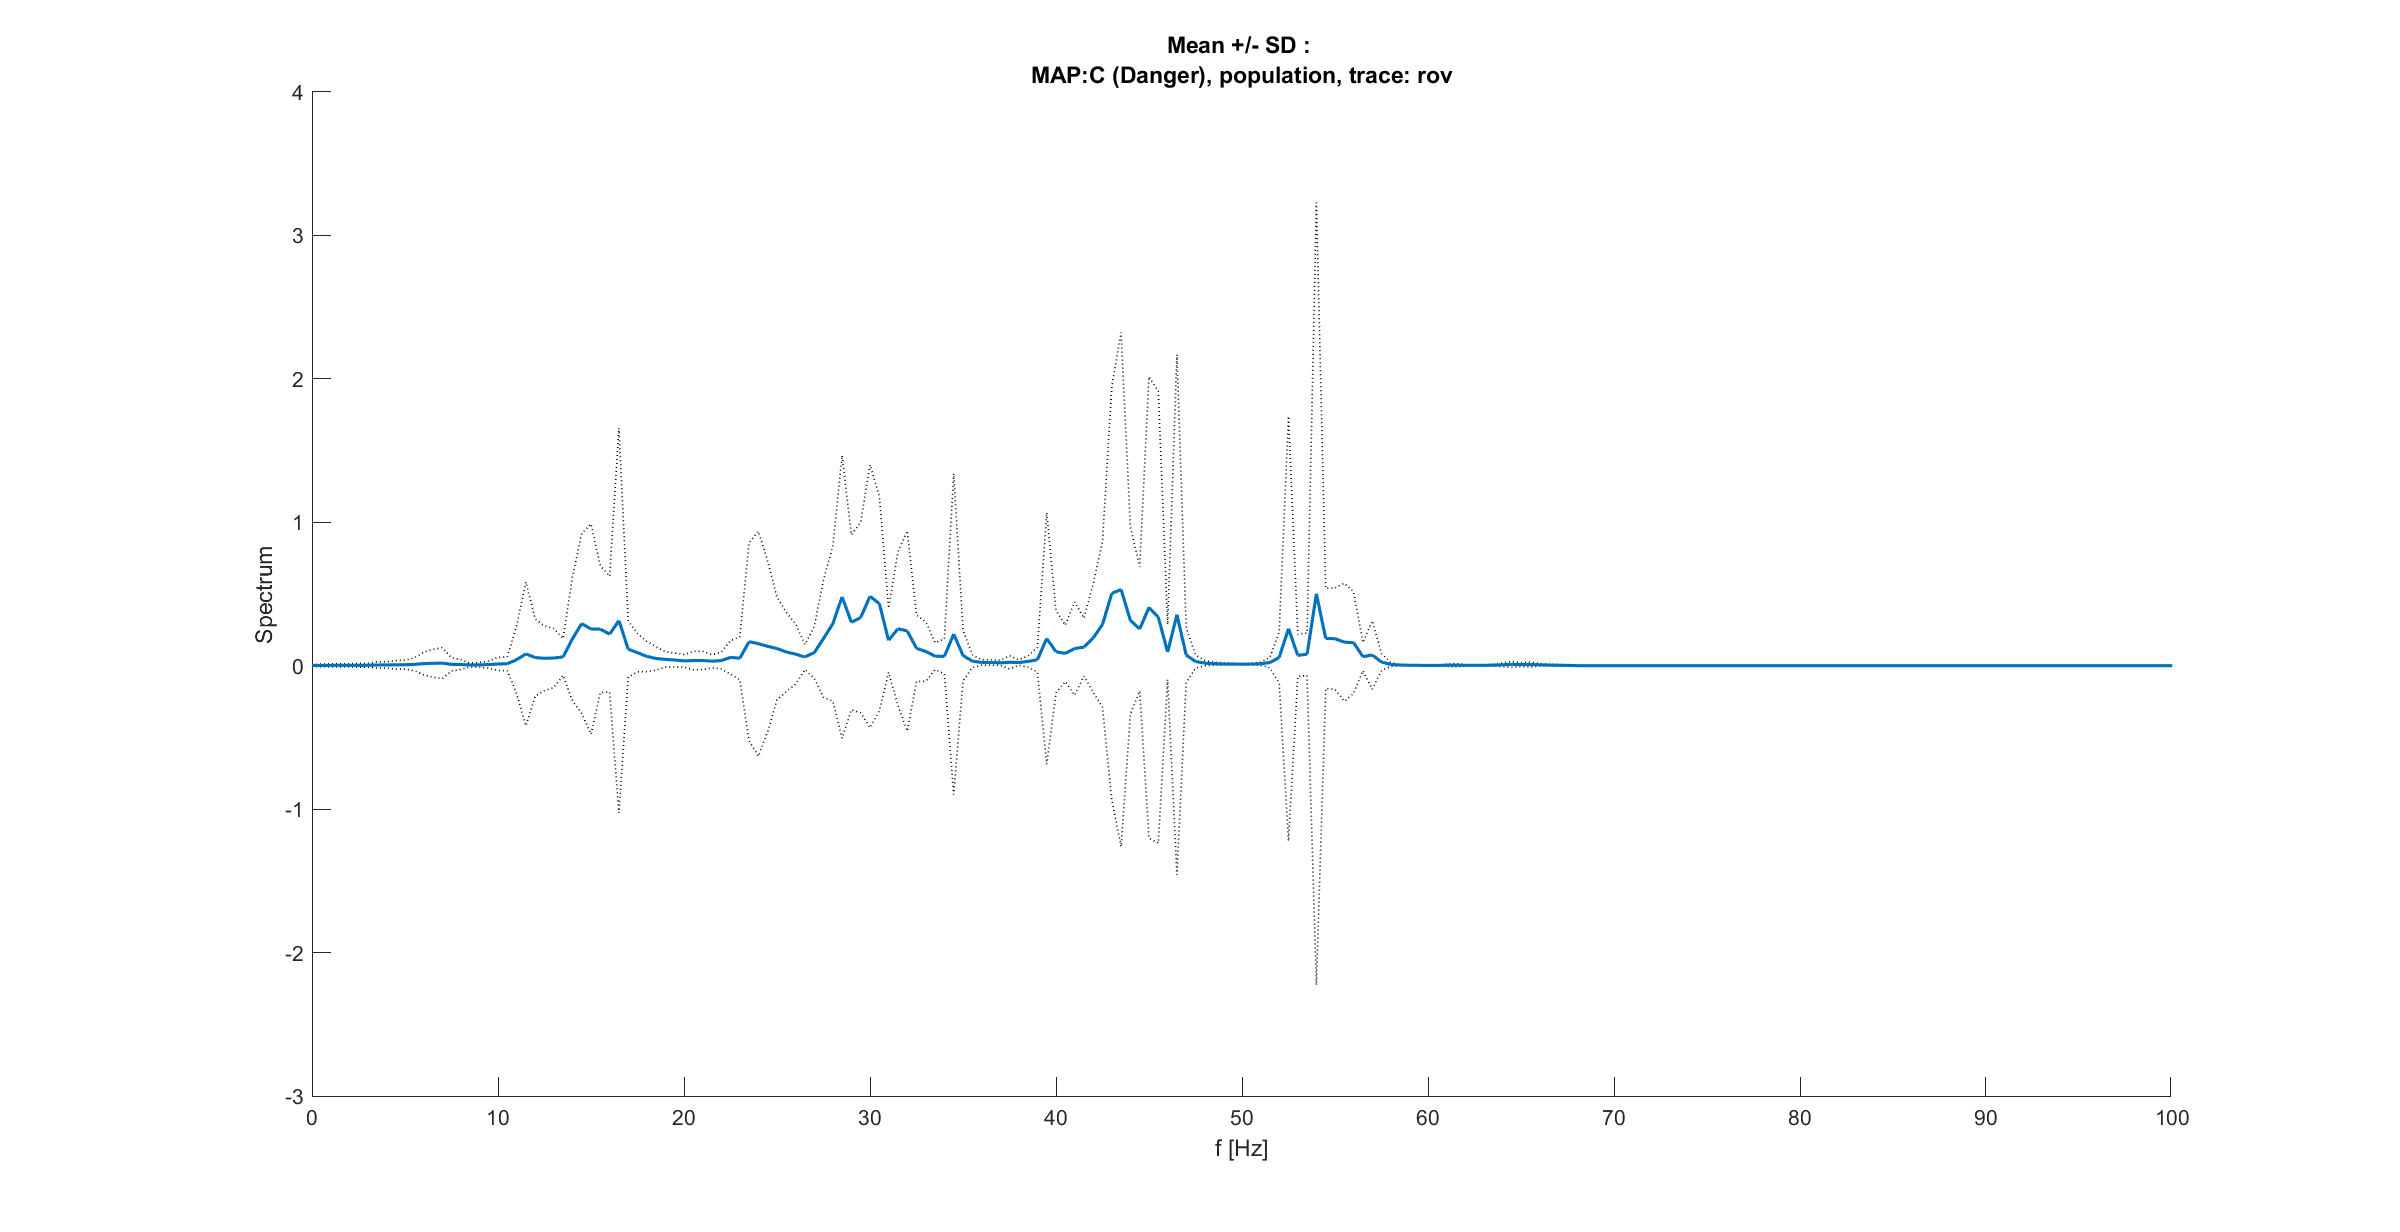 Mean +/- SD :
MAP:C (Danger), population, trace: rov
4
3
2
1
0
-1
-2
-3
Spectrum
0 10 20 30 40 50 60 70 80 90 100
f [Hz]